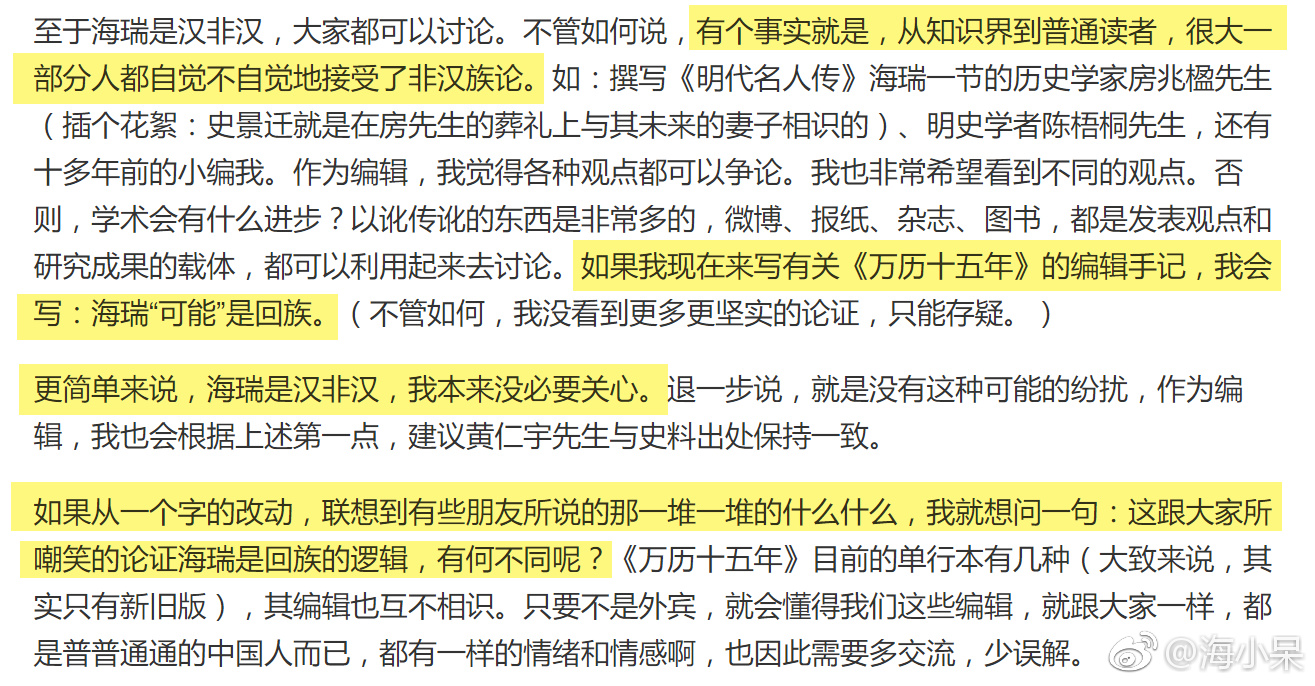 至于海瑞是汉非汉，大家都可以讨论。不管如何说，有个事实就是，从知识界到普通读者，很大一
部分人都自觉不自觉地接受了非汉族论。如：撰写《明代名人传》海瑞一节的历史学家房兆楹先生
（插个花絮：史景迁就是在房先生的葬礼上与其未来的妻子相识的）、明史学者陈梧桐先生，还有
十多年前的小编我。作为编辑，我觉得各种观点都可以争论。我也非常希望看到不同的观点。否
则，学术会有什么进步？以讹传讹的东西是非常多的，微博、报纸、杂志、图书，都是发表观点和
研究成果的载体，都可以利用起来去讨论。如果我现在来写有关《万历十五年》的编辑手记，我会
写：海瑞“可能”是回族。（不管如何，我没看到更多更坚实的论证，只能存疑。）
更简单来说，海瑞是汉非汉，我本来没必要关心。退一步说，就是没有这种可能的纷扰，作为编
辑，我也会根据上述第一点，建议黄仁宇先生与史料出处保持一致。
如果从一个字的改动，联想到有些朋友所说的那一堆一堆的什么什么，我就想问一句：这跟大家所
嘲笑的论证海瑞是回族的逻辑，有何不同呢？《万历十五年》目前的单行本有几种（大致来说，其
实只有新旧版），其编辑也互不相识。只要不是外宾，就会懂得我们这些编辑，就跟大家一样，都
是普普通通的中国人而已，都有一样的情绪和情感啊，也因此需要多交流，少误解。
@海小呆